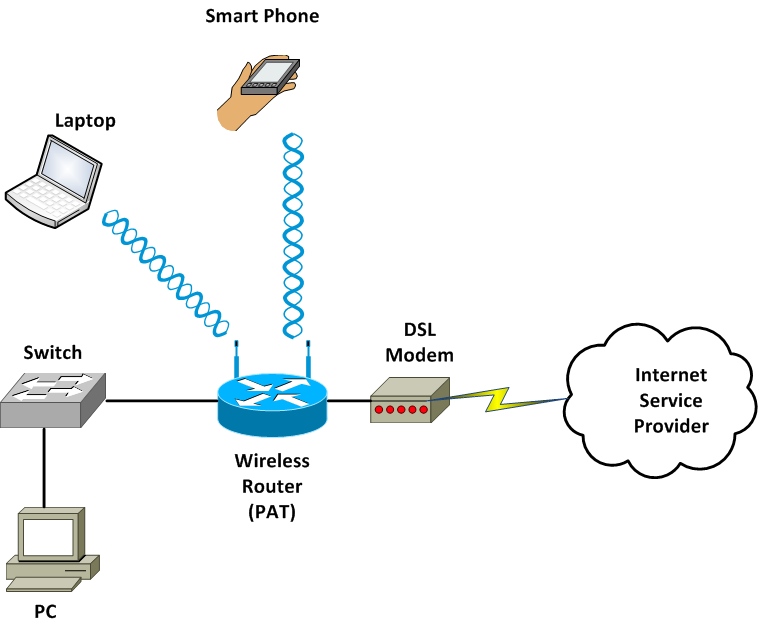 Smart Phone
Laptop
DSL
Modem
Switch
Internet
Service
Provider
Wireless
Router
(PAT)
PC